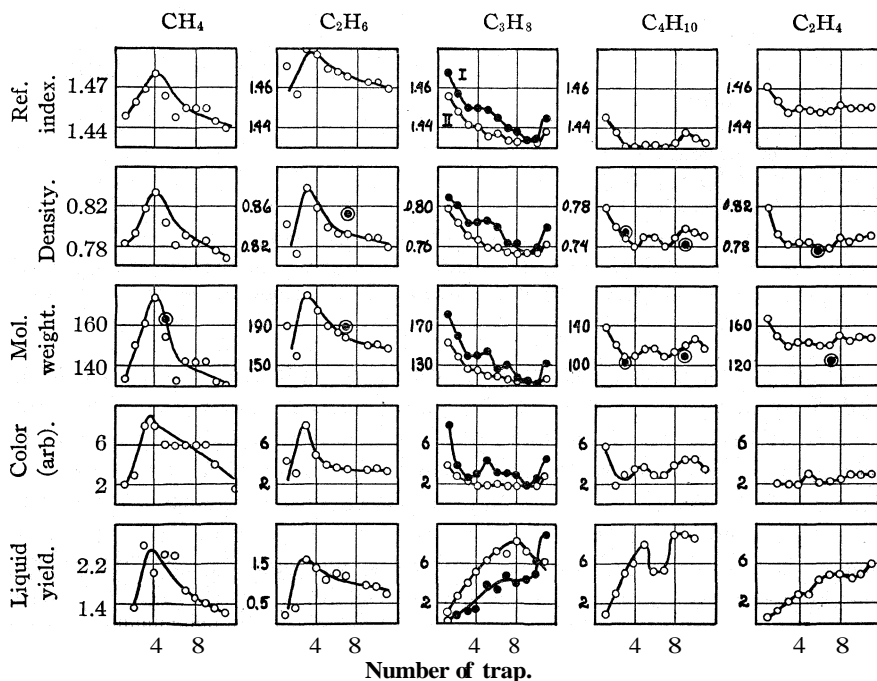 CH₄ C₂H₆ C₃H₈ C₄H₁₀ C₂H₄
Ref. index.
1.47 1.46 1.46 1.46 1.46
1.44 1.44 1.44 1.44 1.44
I
II
Density.
0.82 0.86 0.80 0.78 0.82
0.78 0.82 0.76 0.74 0.78
Mol. weight.
160 190 170 140 160
140 150 130 100 120
Color (arb).
6 6 6 6 6
2 2 2 2 2
Liquid yield.
2.2 1.5 6 6 6
1.4 0.5 2 2 2
4 8 4 8 4 8 4 8 4 8
Number of trap.